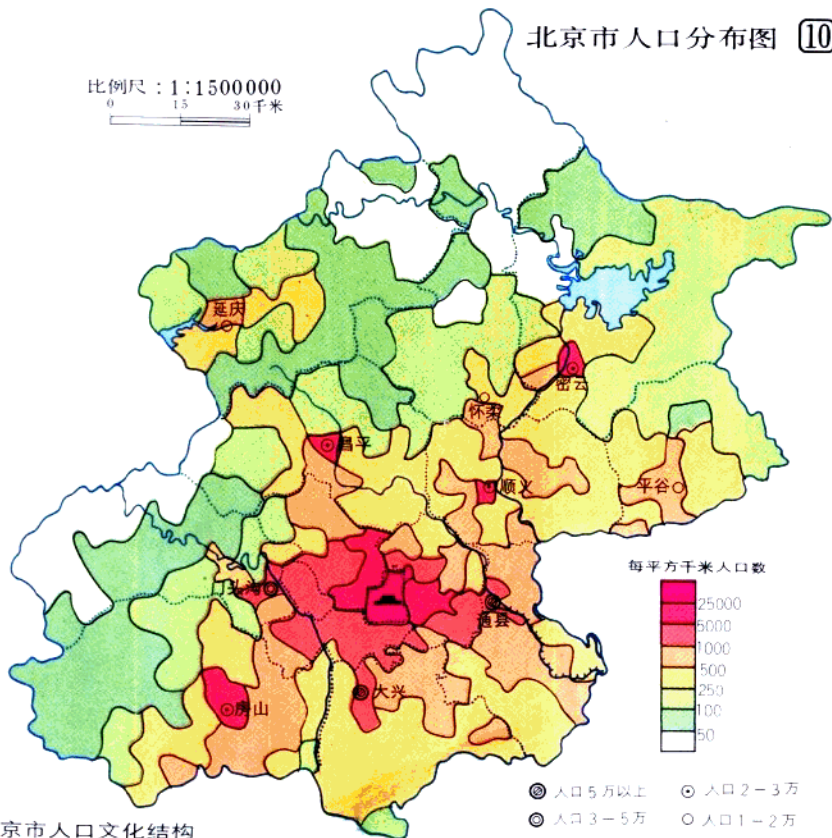 北京市人口分布图 10
比例尺：1:1500000
0 15 30千米
延庆
密云
怀柔
昌平
顺义
平谷
门头沟
通县
大兴
房山
每平方千米人口数
25000
5000
1000
500
250
100
50
人口5万以上
人口2－3万
人口3－5万
人口1－2万
京市人口文化结构